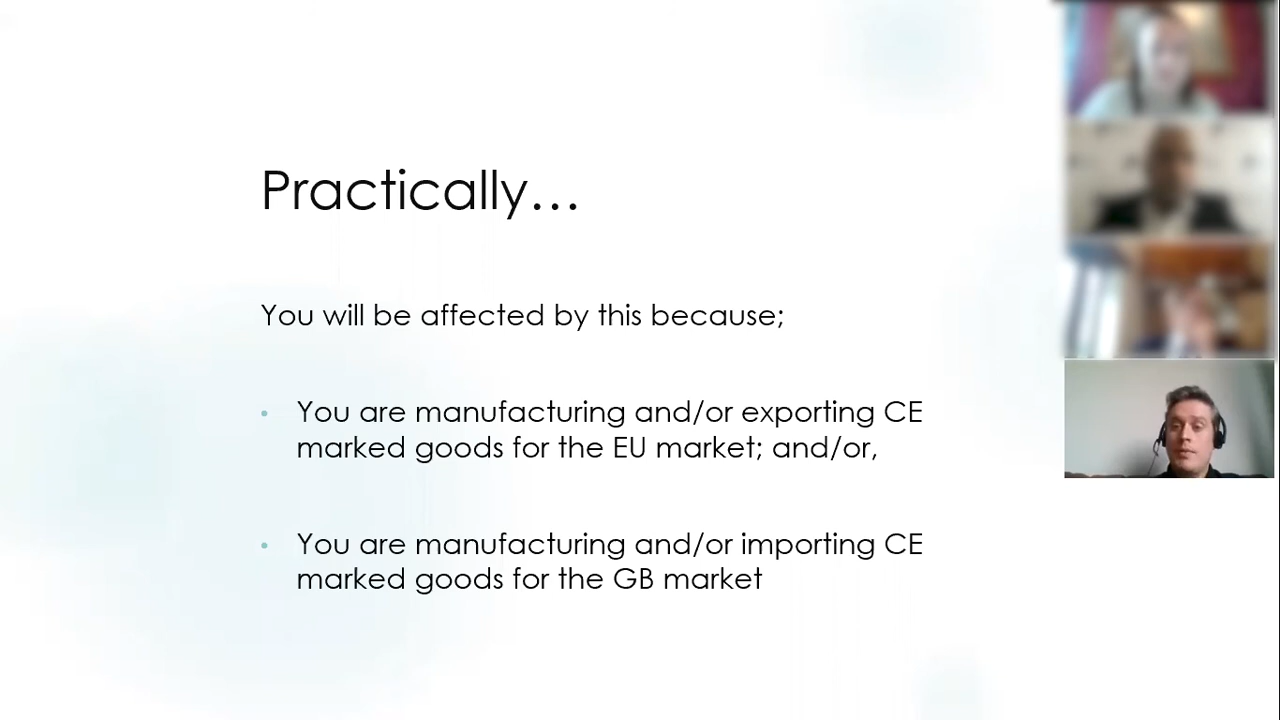 Practically…
You will be affected by this because;
• You are manufacturing and/or exporting CE
marked goods for the EU market; and/or,
• You are manufacturing and/or importing CE
marked goods for the GB market